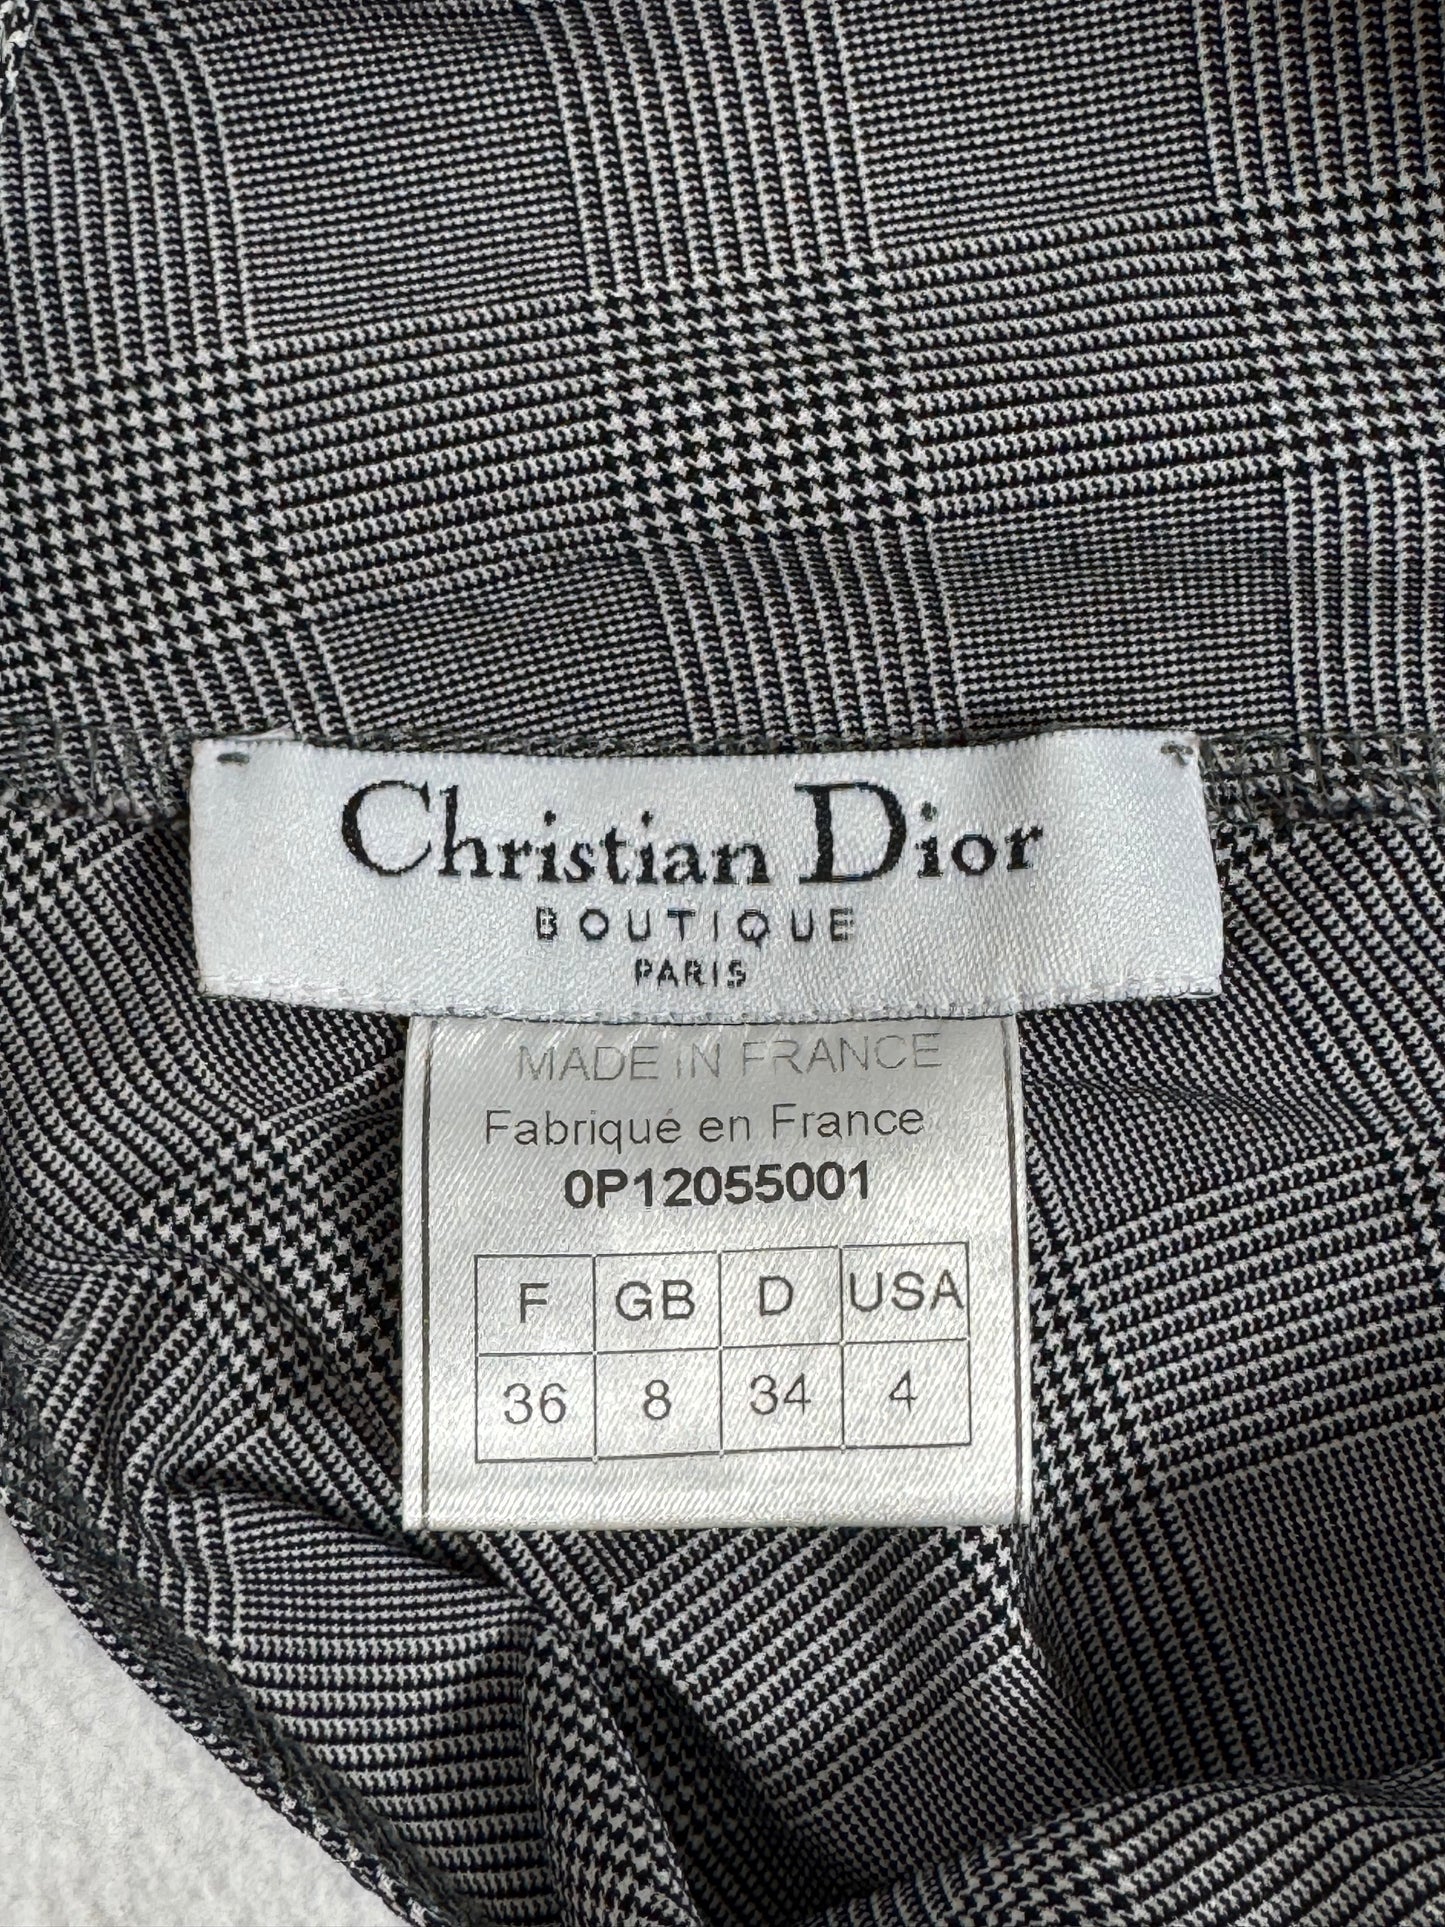 Christian Dior
BOUTIQUE
PARIS
MADE IN FRANCE
Fabriqué en France
0P12055001
F GB D USA
36 8 34 4